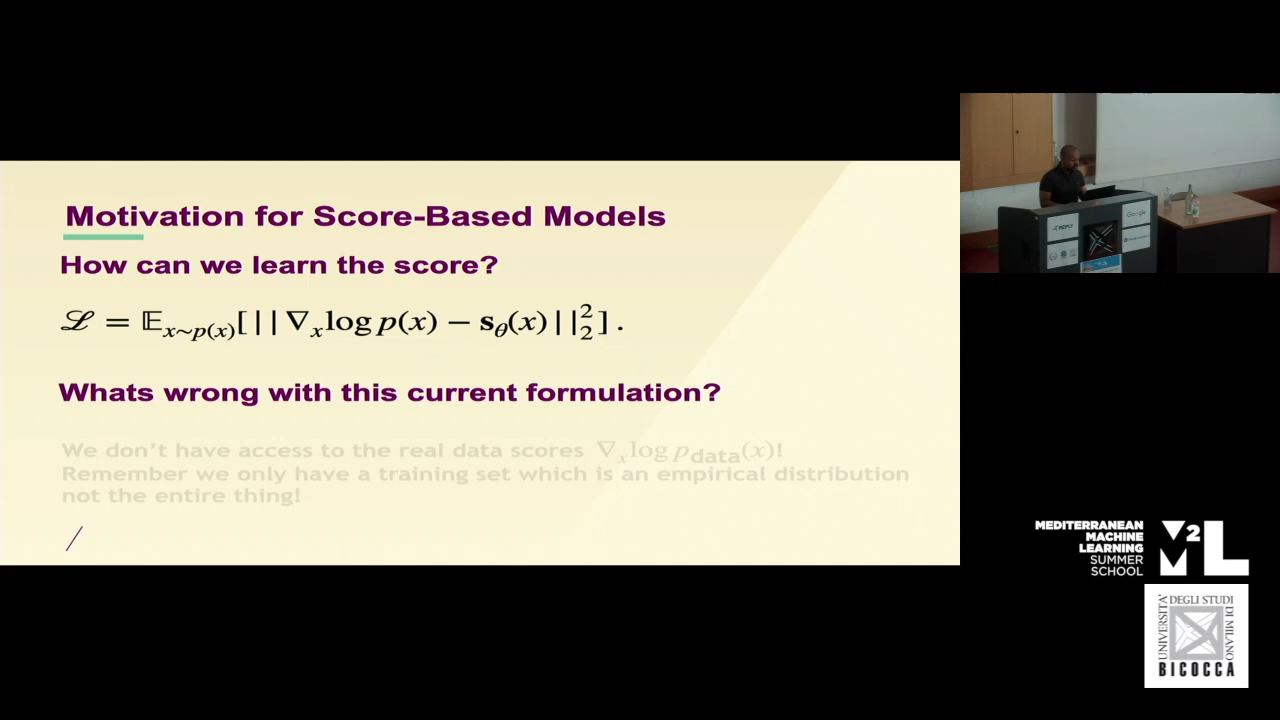 Motivation for Score-Based Models
How can we learn the score?
ℒ = 𝔼_{x∼p(x)}[||∇_x log p(x) − s_θ(x)||_2^2].
Whats wrong with this current formulation?
We don't have access to the real data scores ∇_x log p_data(x)!
Remember we only have a training set which is an empirical distribution
not the entire thing!
REPLY
Google
MEDITERRANEAN
MACHINE
LEARNING
SUMMER
SCHOOL
M2L
UNIVERSITA'
DEGLI STUDI
DI MILANO
BICOCCA